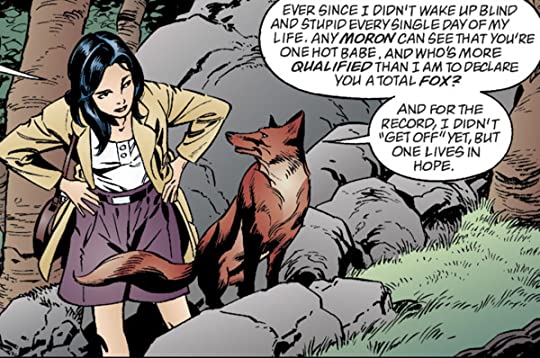 EVER SINCE I DIDN'T WAKE UP BLIND
AND STUPID EVERY SINGLE DAY OF MY
LIFE. ANY MORON CAN SEE THAT YOU'RE
ONE HOT BABE, AND WHO'S MORE
QUALIFIED THAN I AM TO DECLARE
YOU A TOTAL FOX?
AND FOR THE
RECORD, I DIDN'T
"GET OFF" YET, BUT
ONE LIVES IN
HOPE.